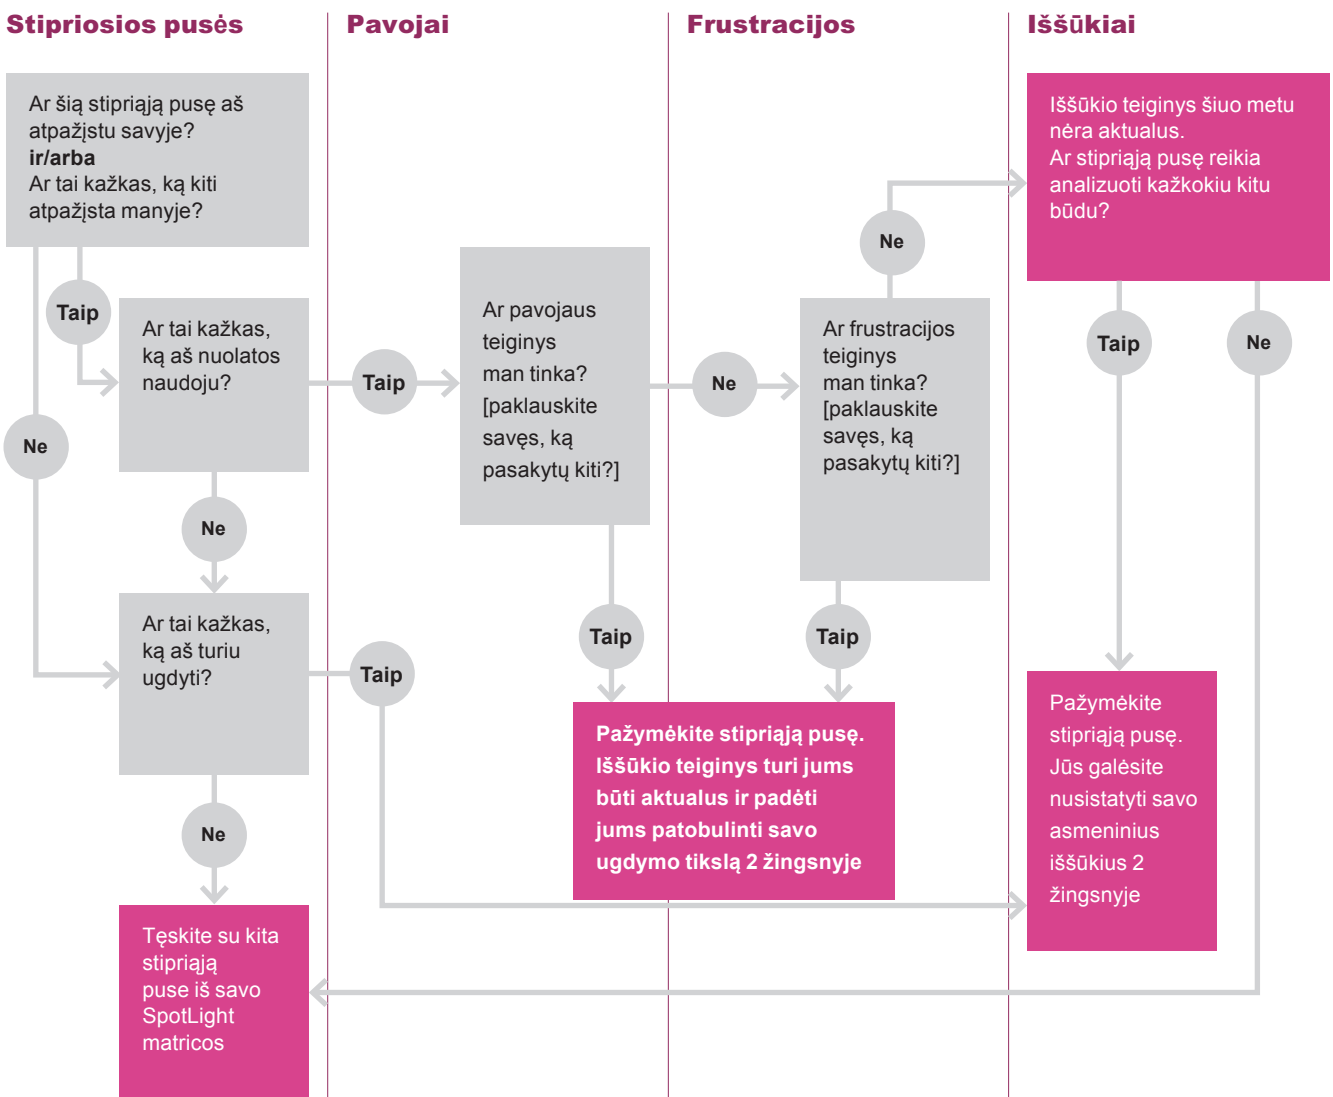 Stipriosios pusės
Pavojai
Frustracijos
Iššūkiai
Ar šią stipriąją pusę aš
atpažįstu savyje?
ir/arba
Ar tai kažkas, ką kiti
atpažįsta manyje?
Iššūkio teiginys šiuo metu
nėra aktualus.
Ar stipriąją pusę reikia
analizuoti kažkokiu kitu
būdu?
Ne
Taip
Ar tai kažkas,
ką aš nuolatos
naudoju?
Taip
Ar pavojaus
teiginys
man tinka?
[paklauskite
savęs, ką
pasakytų kiti?]
Ne
Ar frustracijos
teiginys
man tinka?
[paklauskite
savęs, ką
pasakytų kiti?]
Taip
Ne
Ne
Ne
Ar tai kažkas,
ką aš turiu
ugdyti?
Taip
Taip
Taip
Pažymėkite stipriąją pusę.
Iššūkio teiginys turi jums
būti aktualus ir padėti
jums patobulinti savo
ugdymo tikslą 2 žingsnyje
Pažymėkite
stipriąją pusę.
Jūs galėsite
nusistatyti savo
asmeninius
iššūkius 2
žingsnyje
Ne
Tęskite su kita
stipriąją
puse iš savo
SpotLight
matricos